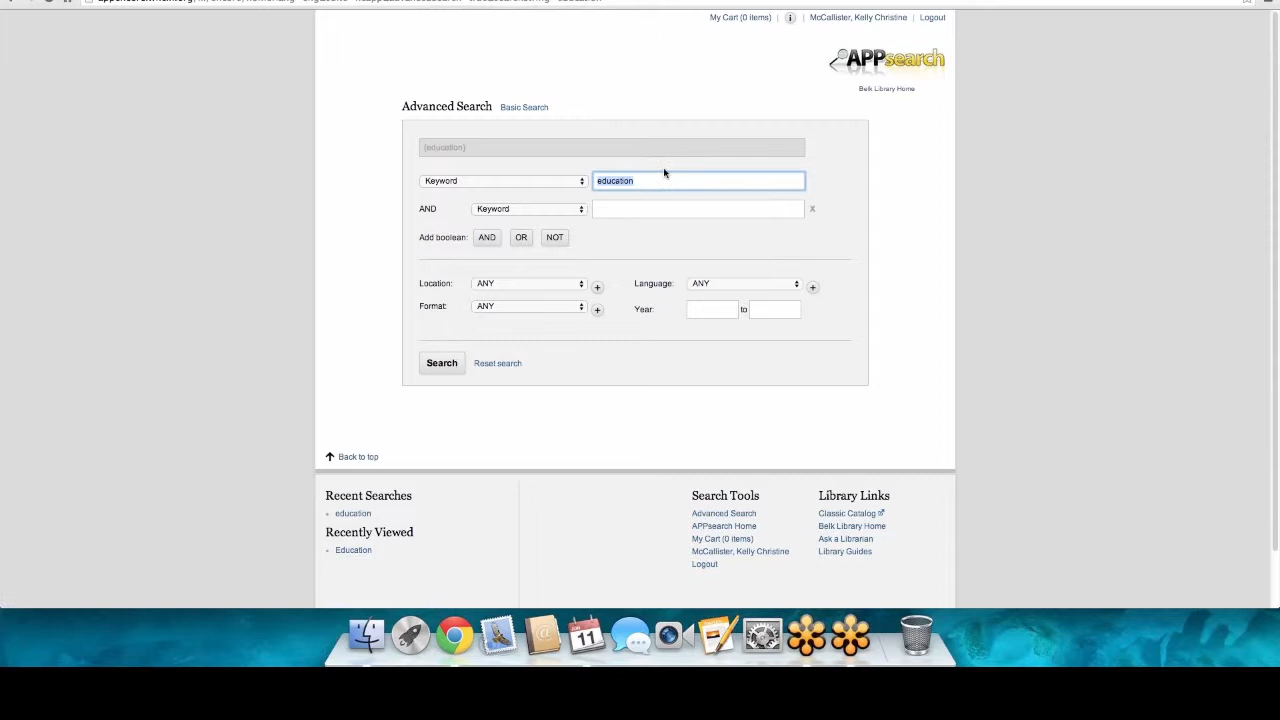 My Cart (0 items) | i | McCallister, Kelly Christine | Logout
APPsearch
Belk Library Home
Advanced Search Basic Search
(education)
Keyword education
AND Keyword x
Add boolean: AND OR NOT
Location: ANY + Language: ANY +
Format: ANY + Year: to
Search Reset search
Back to top
Recent Searches
education
Recently Viewed
Education
Search Tools
Advanced Search
APPsearch Home
My Cart (0 items)
McCallister, Kelly Christine
Logout
Library Links
Classic Catalog
Belk Library Home
Ask a Librarian
Library Guides
11